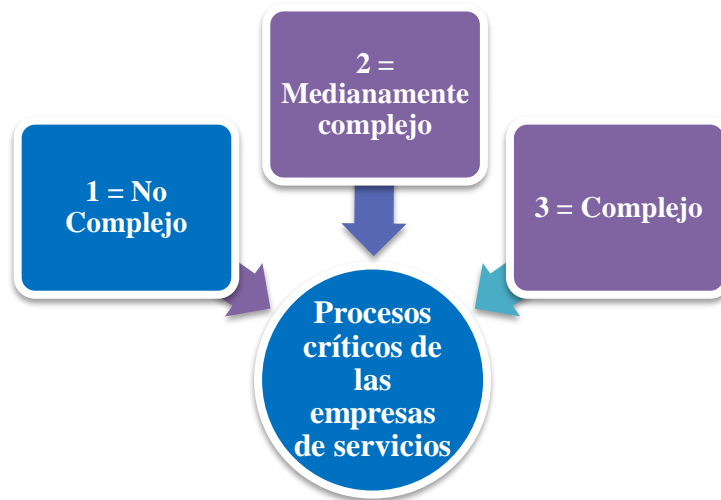 2 =
Medianamente
complejo
1 = No
Complejo
3 = Complejo
Procesos
críticos de
las
empresas
de servicios